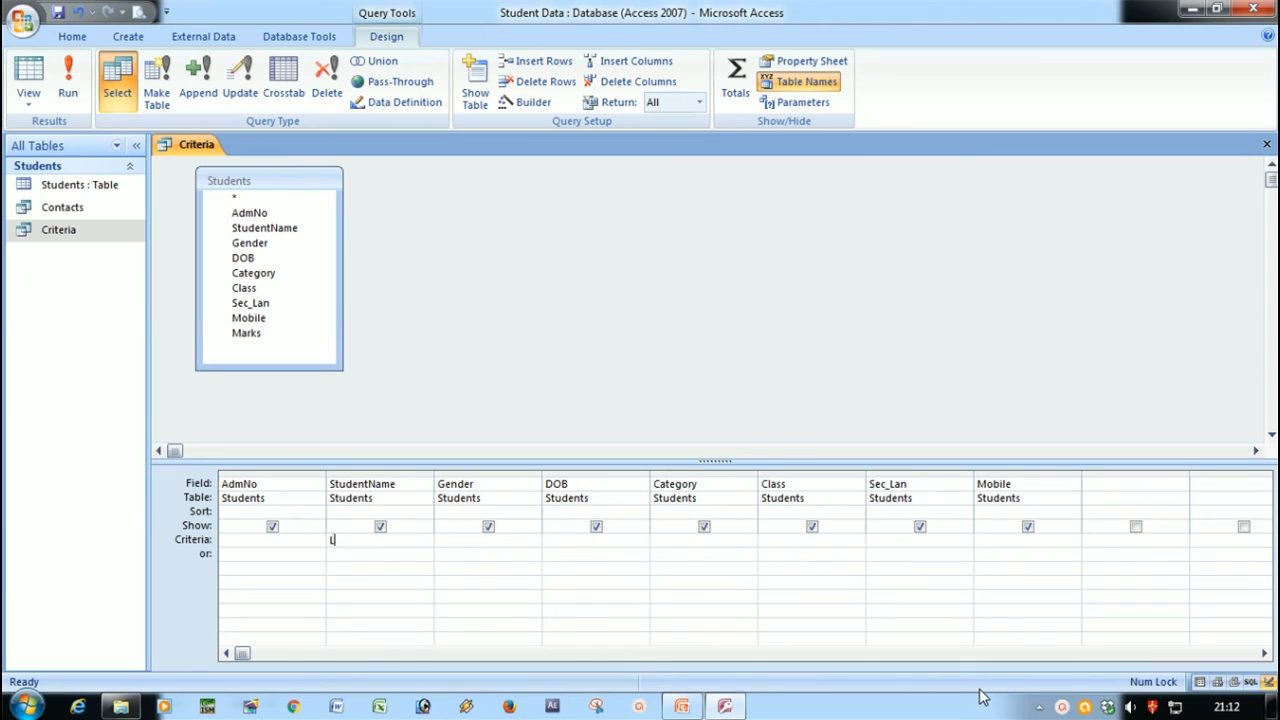 Query Tools
Student Data : Database (Access 2007) - Microsoft Access
Home
Create
External Data
Database Tools
Design
View
Run
Select
Make Table
Append
Update
Crosstab
Delete
Union
Pass-Through
Data Definition
Show Table
Insert Rows
Delete Rows
Builder
Insert Columns
Delete Columns
Return: All
Totals
Property Sheet
Table Names
Parameters
Results
Query Type
Query Setup
Show/Hide
All Tables
Criteria
Students
Students : Table
Contacts
Criteria
Students
*
AdmNo
StudentName
Gender
DOB
Category
Class
Sec_Lan
Mobile
Marks
Field: AdmNo StudentName Gender DOB Category Class Sec_Lan Mobile
Table: Students Students Students Students Students Students Students Students
Sort:
Show:
Criteria: L
or:
Ready
Num Lock
SQL
21:12